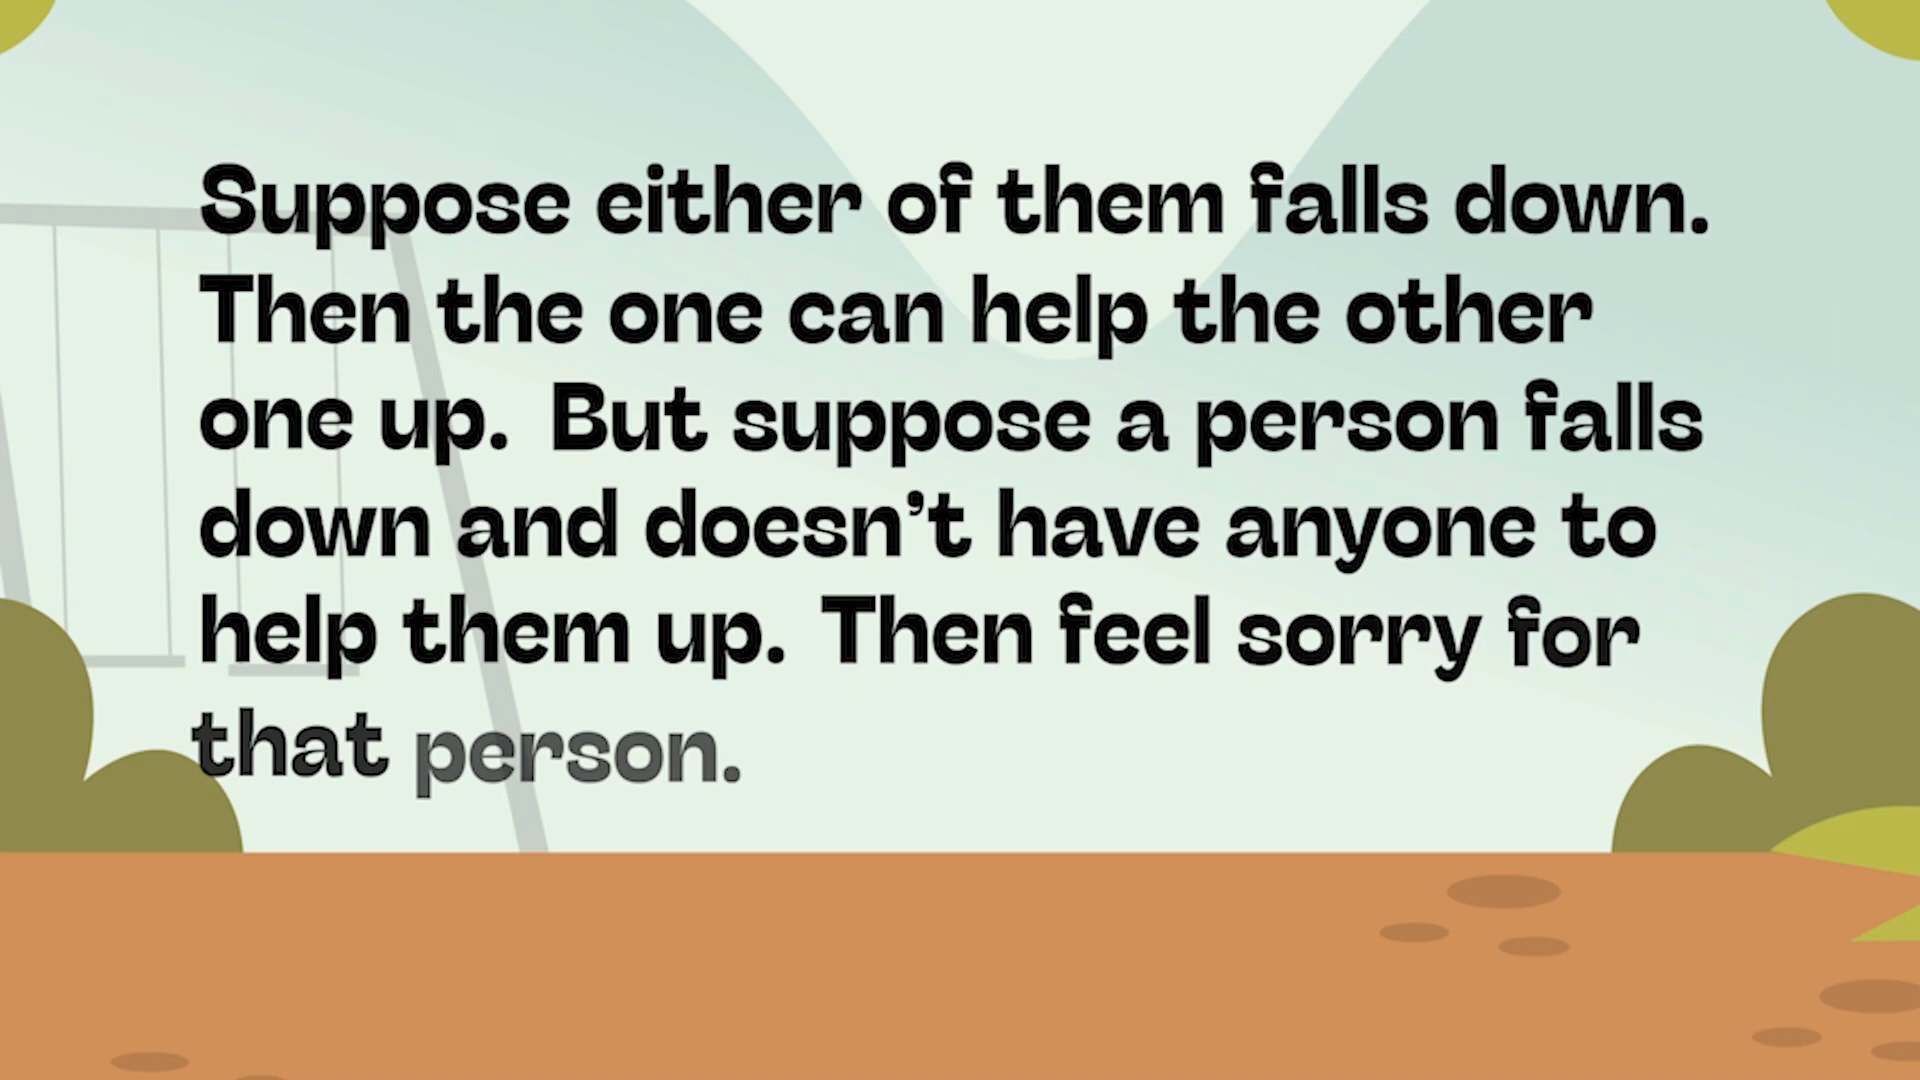 Suppose either of them falls down.
Then the one can help the other
one up. But suppose a person falls
down and doesn’t have anyone to
help them up. Then feel sorry for
that person.